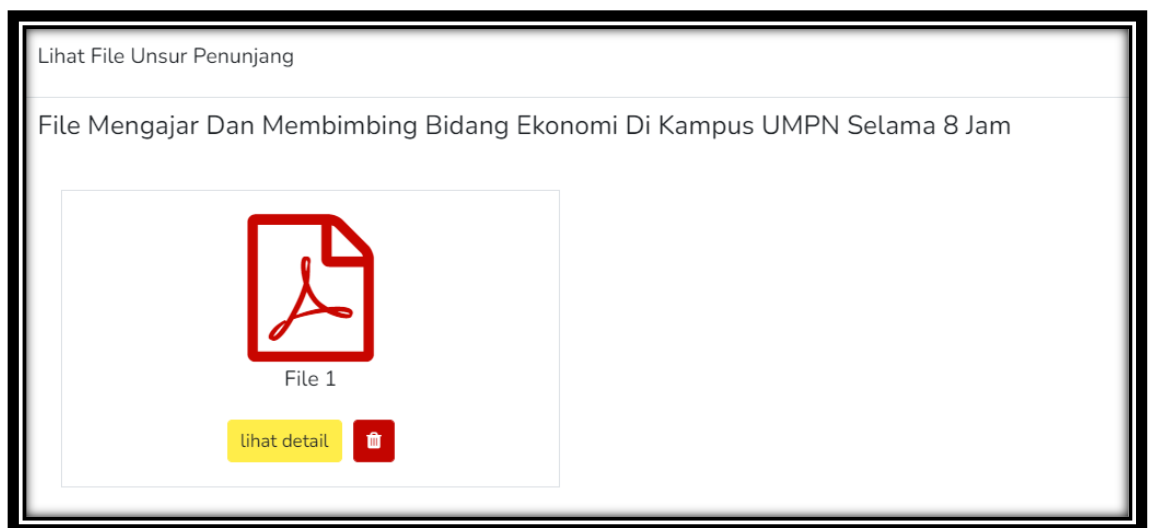 Lihat File Unsur Penunjang
File Mengajar Dan Membimbing Bidang Ekonomi Di Kampus UMPN Selama 8 Jam
File 1
lihat detail